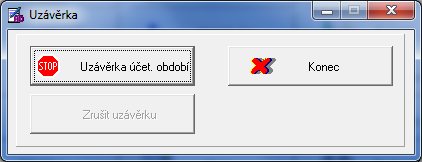 Uzávěrka
STOP
Uzávěrka účet. období
Konec
Zrušit uzávěrku